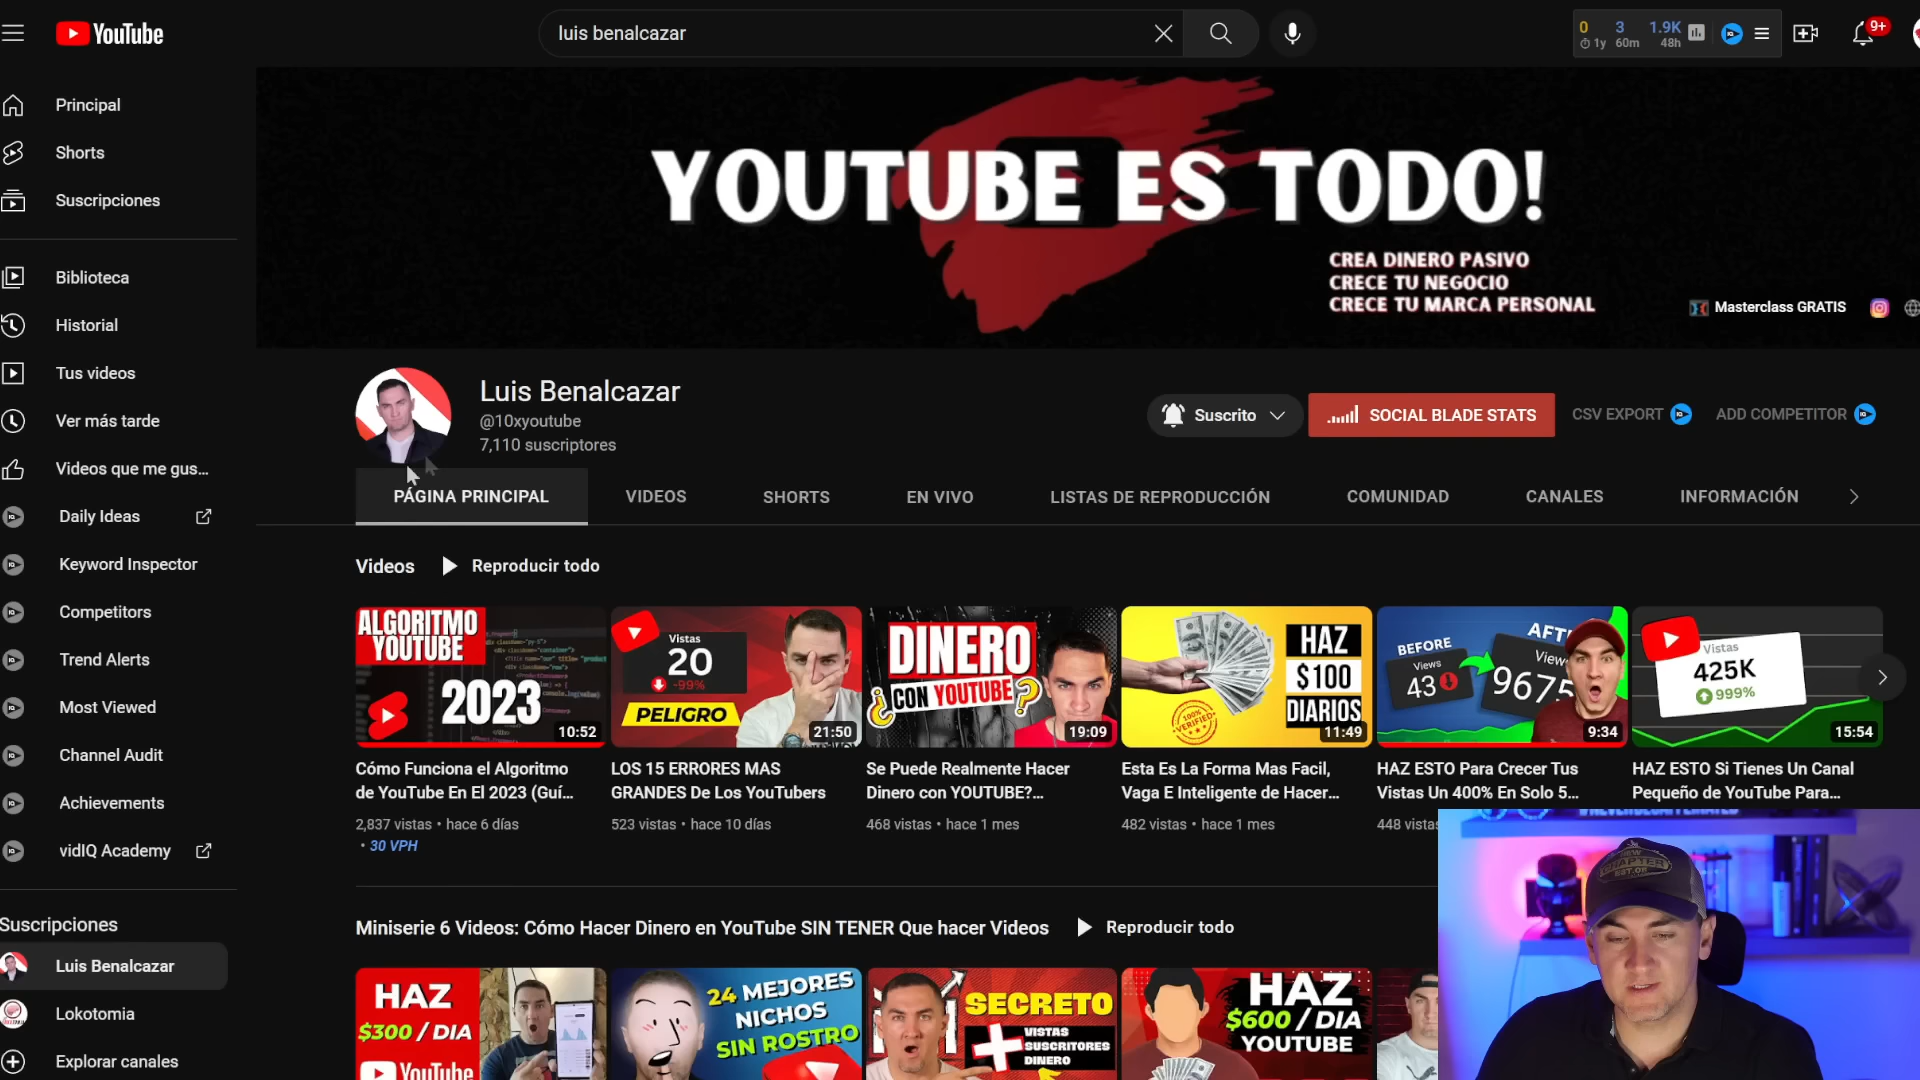 YouTube
luis benalcazar
0 3 1.9K
1y 60m 48h
9+
Principal
Shorts
Suscripciones
Biblioteca
Historial
Tus videos
Ver más tarde
Videos que me gus...
Daily Ideas
Keyword Inspector
Competitors
Trend Alerts
Most Viewed
Channel Audit
Achievements
vidIQ Academy
Suscripciones
Luis Benalcazar
Lokotomia
Explorar canales
YOUTUBE ES TODO!
CREA DINERO PASIVO
CRECE TU NEGOCIO
CRECE TU MARCA PERSONAL
Masterclass GRATIS
Luis Benalcazar
@10xyoutube
7,110 suscriptores
Suscrito
SOCIAL BLADE STATS
CSV EXPORT
ADD COMPETITOR
PÁGINA PRINCIPAL
VIDEOS
SHORTS
EN VIVO
LISTAS DE REPRODUCCIÓN
COMUNIDAD
CANALES
INFORMACIÓN
Videos
Reproducir todo
ALGORITMO
YOUTUBE
2023
10:52
Cómo Funciona el Algoritmo
de YouTube En El 2023 (Guí...
2,837 vistas • hace 6 días
• 30 VPH
Vistas
20
-99%
PELIGRO
21:50
LOS 15 ERRORES MAS
GRANDES De Los YouTubers
523 vistas • hace 10 días
DINERO
¿CON YOUTUBE?
19:09
Se Puede Realmente Hacer
Dinero con YOUTUBE?...
468 vistas • hace 1 mes
HAZ
$100
DIARIOS
100%
VERIFIED
11:49
Esta Es La Forma Mas Facil,
Vaga E Inteligente de Hacer...
482 vistas • hace 1 mes
BEFORE
Views
43
AFT
View
9675
9:34
HAZ ESTO Para Crecer Tus
Vistas Un 400% En Solo 5...
448 vistas
Vistas
425K
999%
15:54
HAZ ESTO Si Tienes Un Canal
Pequeño de YouTube Para...
Miniserie 6 Videos: Cómo Hacer Dinero en YouTube SIN TENER Que hacer Videos
Reproducir todo
HAZ
$300 / DIA
YouTube
24 MEJORES
NICHOS
SIN ROSTRO
SECRETO
VISTAS
SUSCRITORES
DINERO
HAZ
$600 / DIA
YOUTUBE
CHAPTER